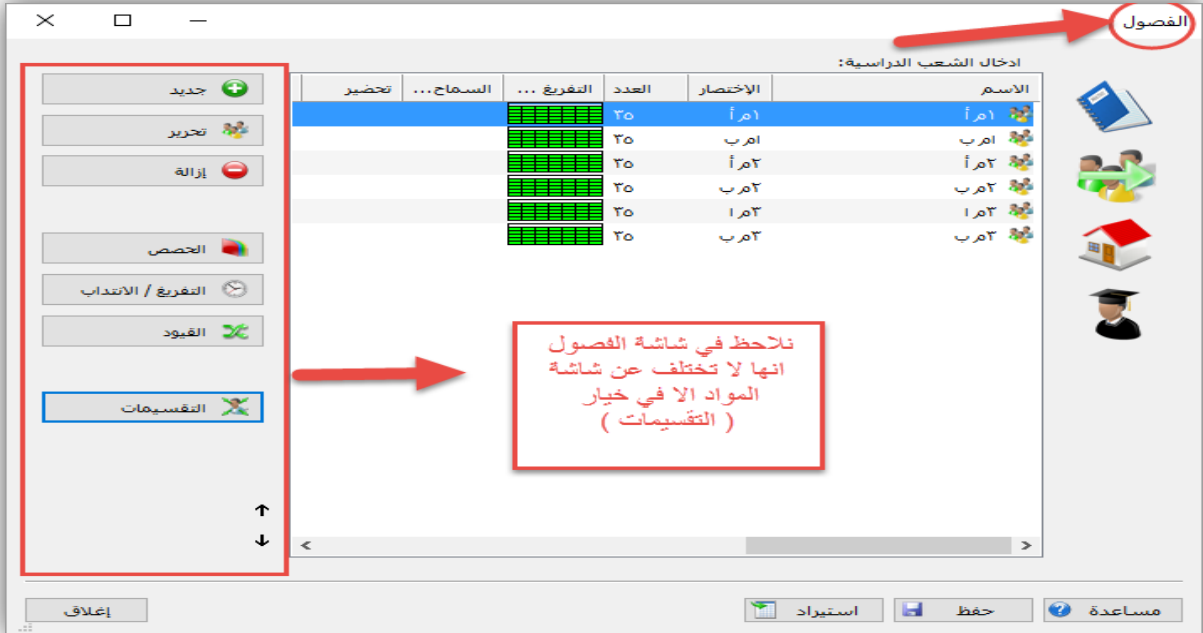 الفصول
ادخال الشعب الدراسية:
الاسم الإختصار العدد التفريغ ... السماح... تحضير
١م أ ١م أ ٣٥
١م ب ١م ب ٣٥
٢م أ ٢م أ ٣٥
٢م ب ٢م ب ٣٥
٣م ا ٣م ا ٣٥
٣م ب ٣م ب ٣٥
جديد
تحرير
إزالة
الحصص
التفريغ / الانتداب
القيود
التقسيمات
نلاحظ في شاشة الفصول
انها لا تختلف عن شاشة
المواد الا في خيار
( التقسيمات )
مساعدة حفظ استيراد إغلاق